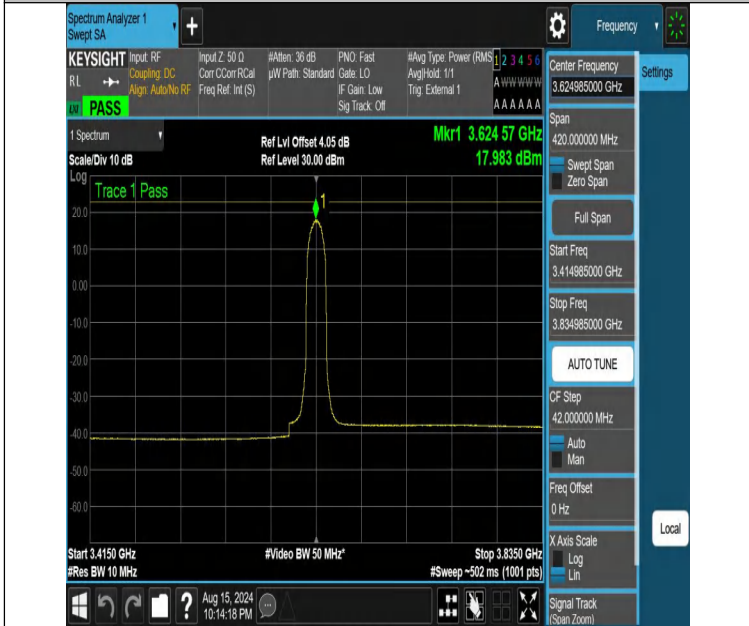 Spectrum Analyzer 1
Swept SA
Frequency
KEYSIGHT
RL
PASS
Input: RF
Coupling: DC
Align: Auto/No RF
Input Z: 50 Ω
Corr CCorr RCal
Freq Ref: Int (S)
#Atten: 36 dB
µW Path: Standard
PNO: Fast
Gate: LO
IF Gain: Low
Sig Track: Off
#Avg Type: Power (RMS
Avg|Hold: 1/1
Trig: External 1
1 2 3 4 5 6
A W W W W W
A A A A A A
Center Frequency
3.624985000 GHz
Settings
1 Spectrum
Scale/Div 10 dB
Ref Lvl Offset 4.05 dB
Ref Level 30.00 dBm
Mkr1 3.624 57 GHz
17.983 dBm
Span
420.000000 MHz
Swept Span
Zero Span
Full Span
Log
Trace 1 Pass
1
20.0
10.0
0.00
-10.0
-20.0
-30.0
-40.0
-50.0
-60.0
Start Freq
3.414985000 GHz
Stop Freq
3.834985000 GHz
AUTO TUNE
CF Step
42.000000 MHz
Auto
Man
Freq Offset
0 Hz
X Axis Scale
Log
Lin
Local
Start 3.4150 GHz
#Res BW 10 MHz
#Video BW 50 MHz*
Stop 3.8350 GHz
#Sweep ~502 ms (1001 pts)
Signal Track
(Span Zoom)
?
Aug 15, 2024
10:14:18 PM